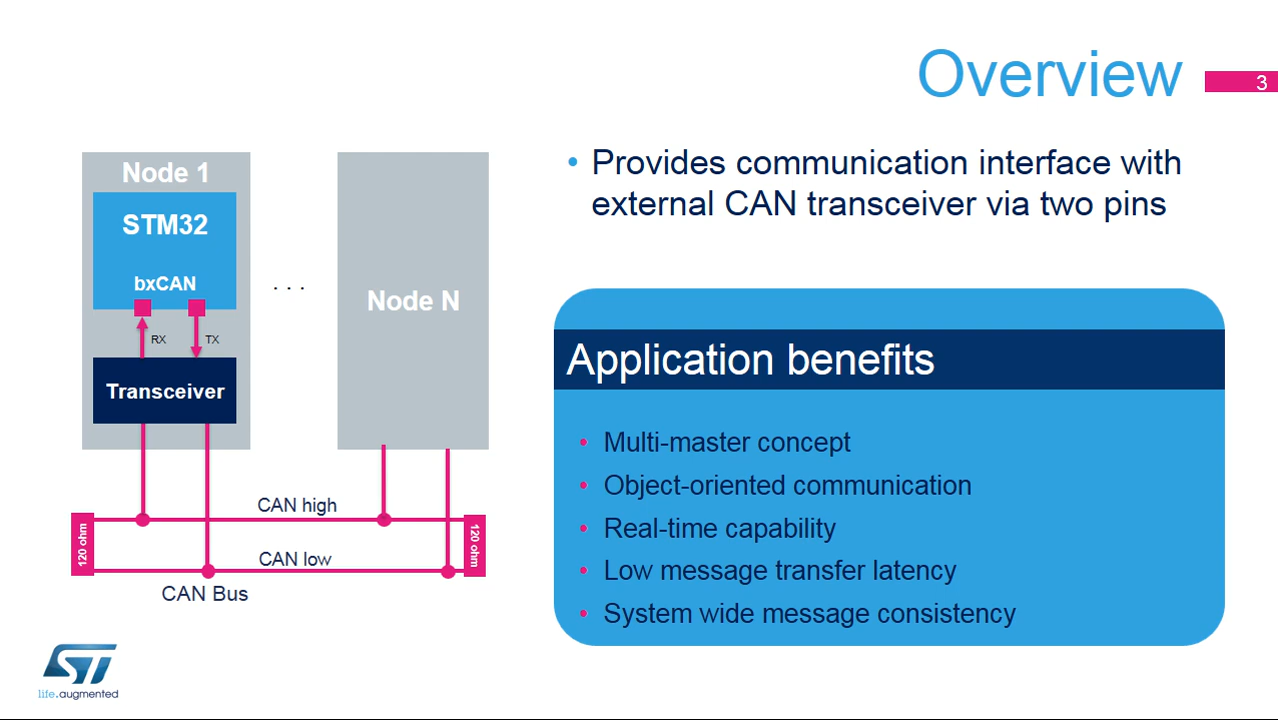 Overview
3
• Provides communication interface with
external CAN transceiver via two pins
Node 1
STM32
bxCAN
RX
TX
Transceiver
. . .
Node N
CAN high
CAN low
CAN Bus
120 ohm
120 ohm
Application benefits
• Multi-master concept
• Object-oriented communication
• Real-time capability
• Low message transfer latency
• System wide message consistency
ST
life.augmented